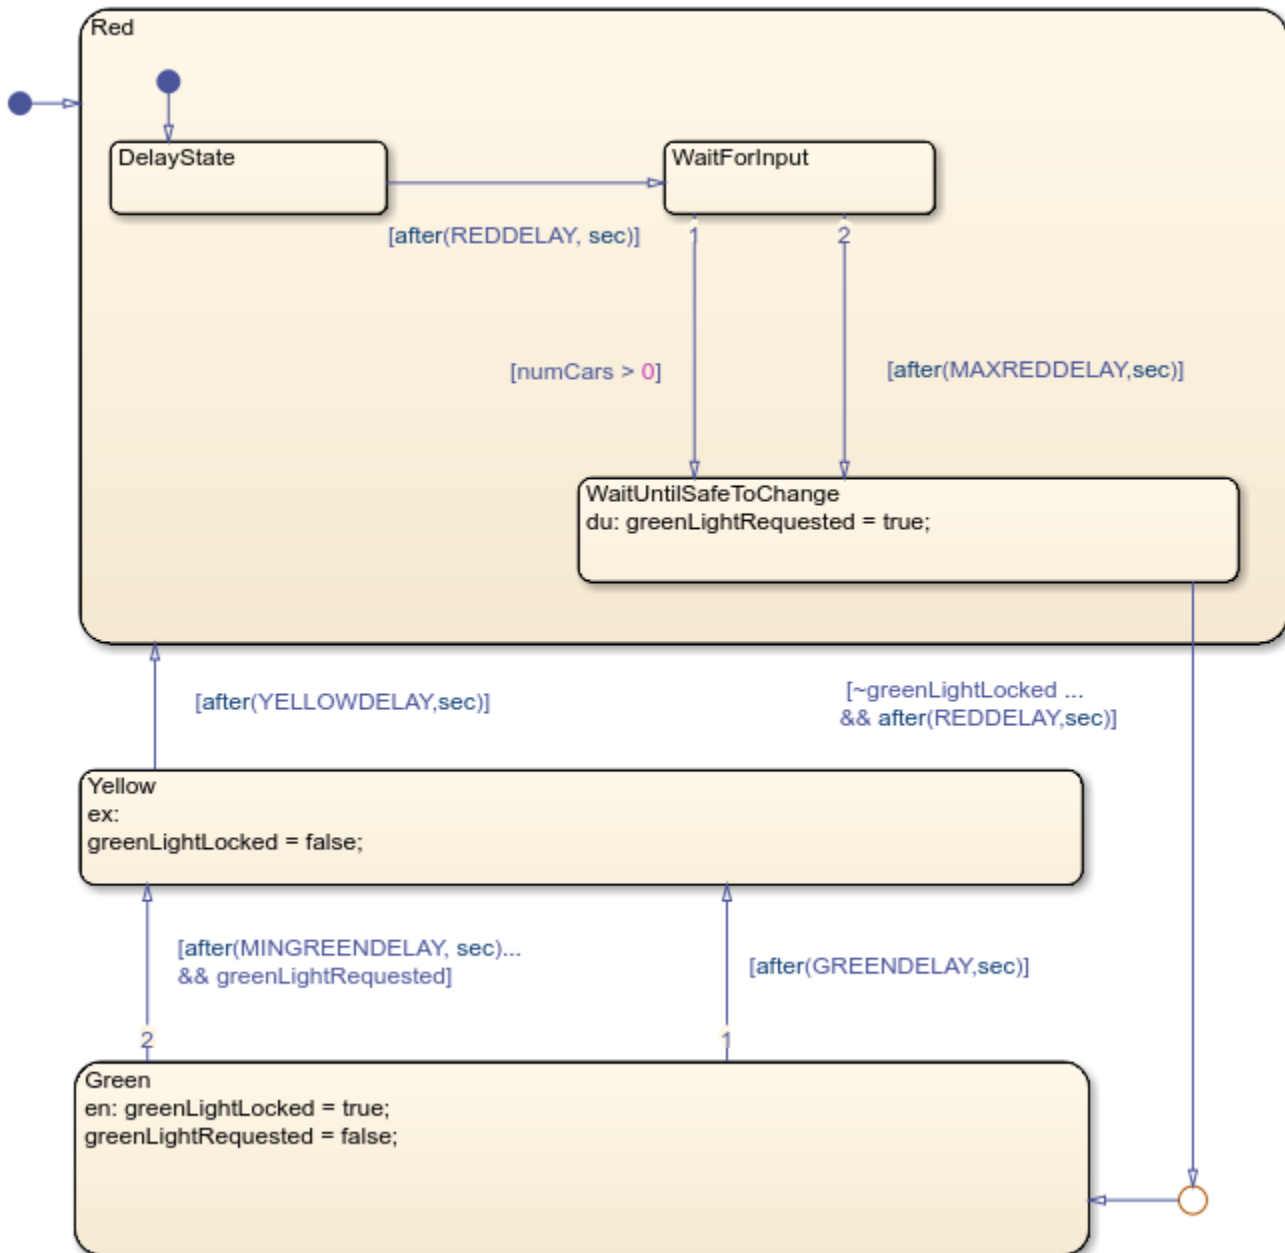 Red
DelayState
WaitForInput
[after(REDDELAY, sec)]
1
2
[numCars > 0]
[after(MAXREDDELAY,sec)]
WaitUntilSafeToChange
du: greenLightRequested = true;
[after(YELLOWDELAY,sec)]
[~greenLightLocked ...
&& after(REDDELAY,sec)]
Yellow
ex:
greenLightLocked = false;
[after(MINGREENDELAY, sec)...
&& greenLightRequested]
[after(GREENDELAY,sec)]
2
1
Green
en: greenLightLocked = true;
greenLightRequested = false;